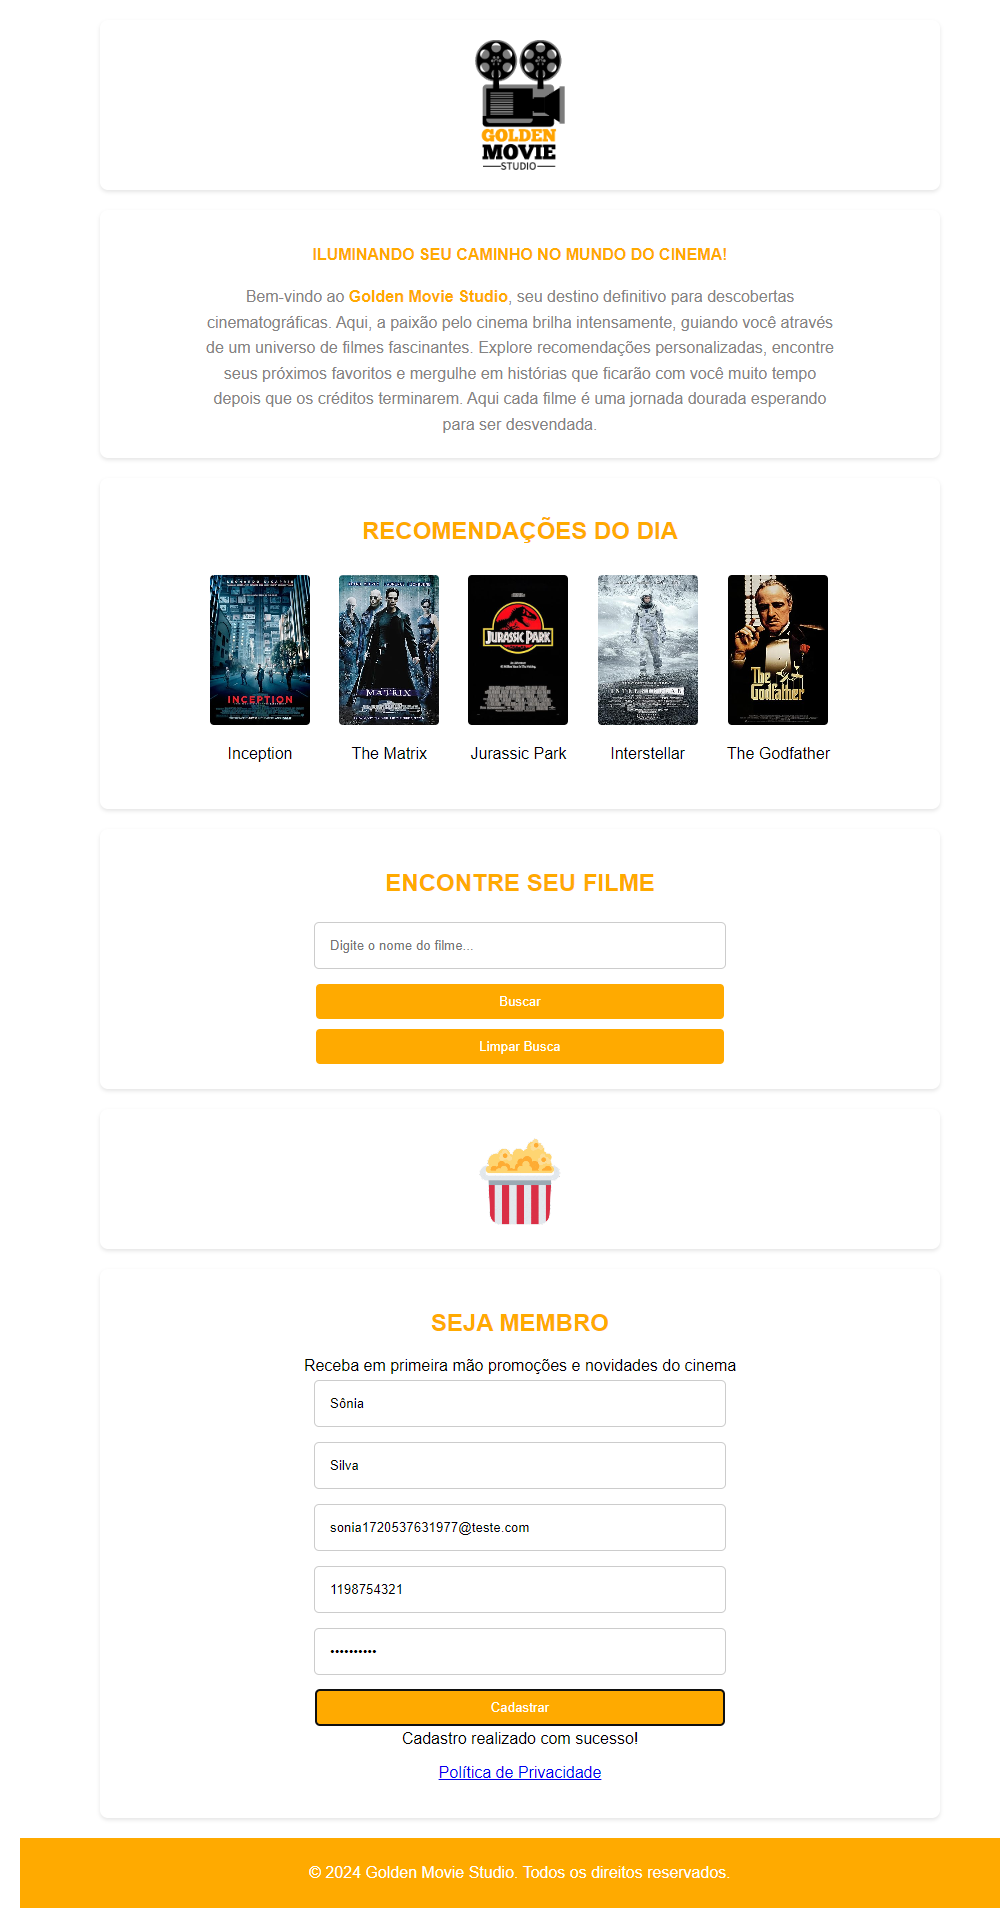 GOLDEN
MOVIE
STUDIO
ILUMINANDO SEU CAMINHO NO MUNDO DO CINEMA!
Bem-vindo ao Golden Movie Studio, seu destino definitivo para descobertas
cinematográficas. Aqui, a paixão pelo cinema brilha intensamente, guiando você através
de um universo de filmes fascinantes. Explore recomendações personalizadas, encontre
seus próximos favoritos e mergulhe em histórias que ficarão com você muito tempo
depois que os créditos terminarem. Aqui cada filme é uma jornada dourada esperando
para ser desvendada.
RECOMENDAÇÕES DO DIA
INCEPTION
MATRIX
JURASSIC PARK
The
Godfather
Inception
The Matrix
Jurassic Park
Interstellar
The Godfather
ENCONTRE SEU FILME
Digite o nome do filme...
Buscar
Limpar Busca
SEJA MEMBRO
Receba em primeira mão promoções e novidades do cinema
Sônia
Silva
sonia1720537631977@teste.com
1198754321
••••••••••
Cadastrar
Cadastro realizado com sucesso!
Política de Privacidade
© 2024 Golden Movie Studio. Todos os direitos reservados.